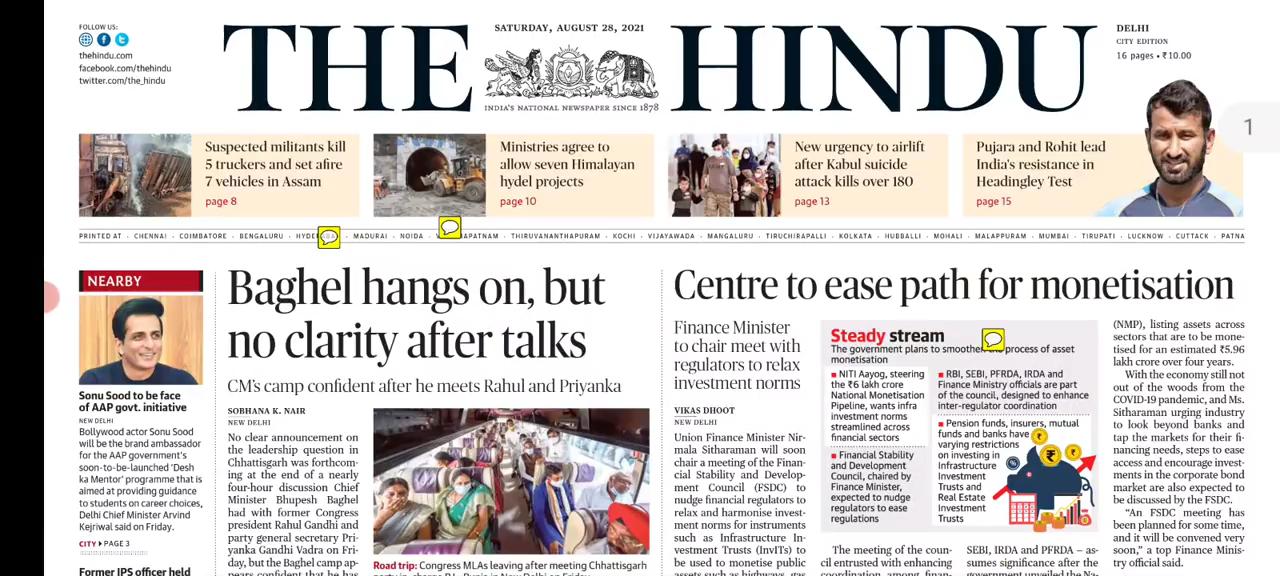 FOLLOW US:
thehindu.com
facebook.com/thehindu
twitter.com/the_hindu
SATURDAY, AUGUST 28, 2021
THE HINDU
INDIA'S NATIONAL NEWSPAPER SINCE 1878
DELHI
CITY EDITION
16 pages • ₹10.00
1
Suspected militants kill
5 truckers and set afire
7 vehicles in Assam
page 8
Ministries agree to
allow seven Himalayan
hydel projects
page 10
New urgency to airlift
after Kabul suicide
attack kills over 180
page 13
Pujara and Rohit lead
India's resistance in
Headingley Test
page 15
PRINTED AT • CHENNAI • COIMBATORE • BENGALURU • MADURAI • NOIDA • THIRUVANANTHAPURAM • KOCHI • VIJAYAWADA • MANGALURU • TIRUCHIRAPALLI • KOLKATA • HUBBALLI • MOHALI • MALAPPURAM • MUMBAI • TIRUPATI • LUCKNOW • CUTTACK • PATNA
NEARBY
Sonu Sood to be face
of AAP govt. initiative
NEW DELHI
Bollywood actor Sonu Sood
will be the brand ambassador
for the AAP government's
soon-to-be-launched 'Desh
ka Mentor' programme that is
aimed at providing guidance
to students on career choices,
Delhi Chief Minister Arvind
Kejriwal said on Friday.
CITY ▸ PAGE 3
Former IPS officer held
Baghel hangs on, but
no clarity after talks
CM's camp confident after he meets Rahul and Priyanka
SOBHANA K. NAIR
NEW DELHI
No clear announcement on
the leadership question in
Chhattisgarh was forthcom-
ing at the end of a nearly
four-hour discussion Chief
Minister Bhupesh Baghel
had with former Congress
president Rahul Gandhi and
party general secretary Pri-
yanka Gandhi Vadra on Fri-
day, but the Baghel camp ap-
pears confident that he has
Road trip: Congress MLAs leaving after meeting Chhattisgarh
Centre to ease path for monetisation
Finance Minister
to chair meet with
regulators to relax
investment norms
VIKAS DHOOT
NEW DELHI
Union Finance Minister Nir-
mala Sitharaman will soon
chair a meeting of the Finan-
cial Stability and Develop-
ment Council (FSDC) to
nudge financial regulators to
relax and harmonise invest-
ment norms for instruments
such as Infrastructure In-
vestment Trusts (InvITs) to
be used to monetise public
assets such as highways, gas
Steady stream
The government plans to smoothen process of asset
monetisation
■ NITI Aayog, steering
the ₹6 lakh crore
National Monetisation
Pipeline, wants infra
investment norms
streamlined across
financial sectors
■ Financial Stability
and Development
Council, chaired by
Finance Minister,
expected to nudge
regulators to ease
regulations
■ RBI, SEBI, PFRDA, IRDA and
Finance Ministry officials are part
of the council, designed to enhance
inter-regulator coordination
■ Pension funds, insurers, mutual
funds and banks have
varying restrictions
on investing in
Infrastructure
Investment
Trusts and Real
Estate
Investment
Trusts
The meeting of the coun-
cil entrusted with enhancing
coordination among finan-
SEBI, IRDA and PFRDA – as-
sumes significance after the
government unveiled the Na-
(NMP), listing assets across
sectors that are to be mone-
tised for an estimated ₹5.96
lakh crore over four years.
With the economy still not
out of the woods from the
COVID-19 pandemic, and Ms.
Sitharaman urging industry
to look beyond banks and
tap the markets for their fi-
nancing needs, steps to ease
access and encourage invest-
ments in the corporate bond
market are also expected to
be discussed by the FSDC.
"An FSDC meeting has
been planned for some time,
and it will be convened very
soon," a top Finance Minis-
try official said.